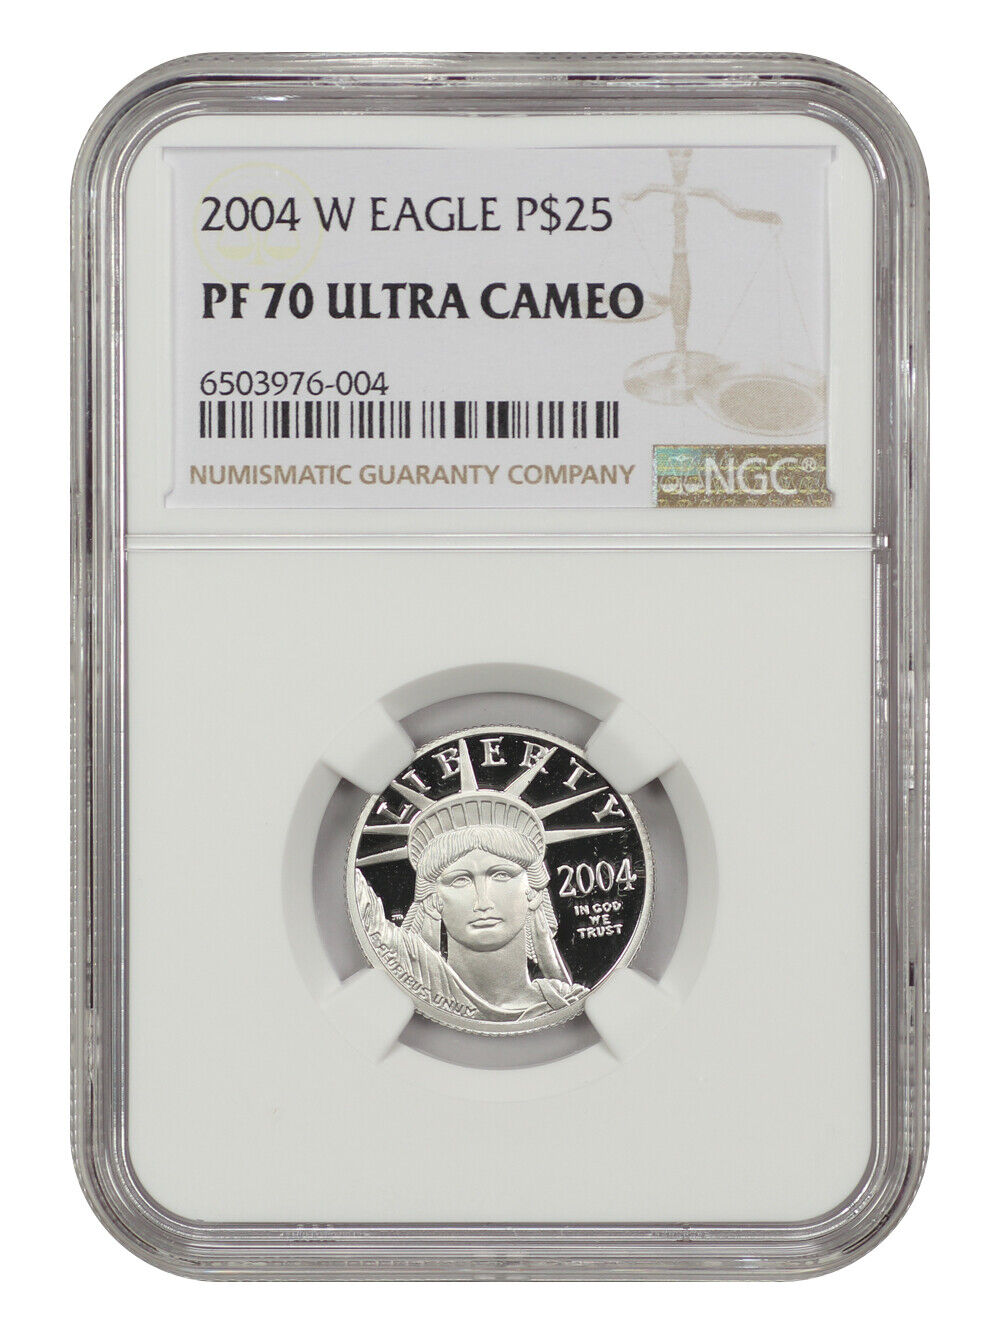 2004 W EAGLE P$25
PF 70 ULTRA CAMEO
6503976-004
NUMISMATIC GUARANTY COMPANY
NGC®
LIBERTY
2004
IN GOD
WE
TRUST
E PLURIBUS UNUM